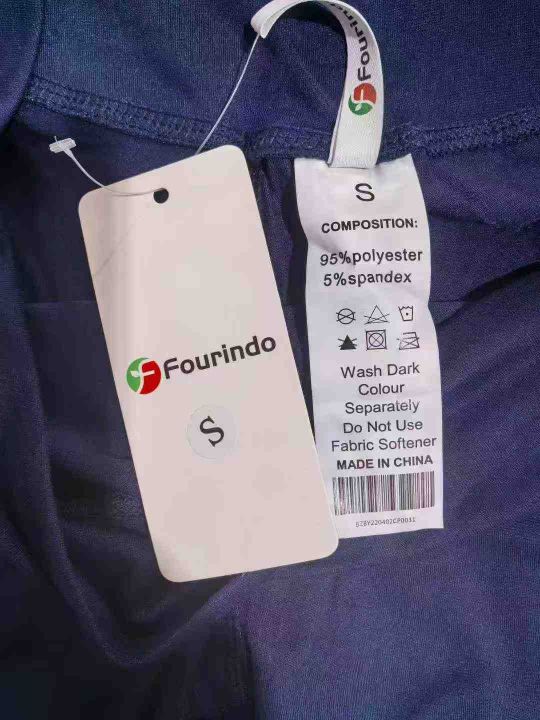 Fourindo
S
COMPOSITION:
95%polyester
5%spandex
Wash Dark
Colour
Separately
Do Not Use
Fabric Softener
MADE IN CHINA
Fourindo
S